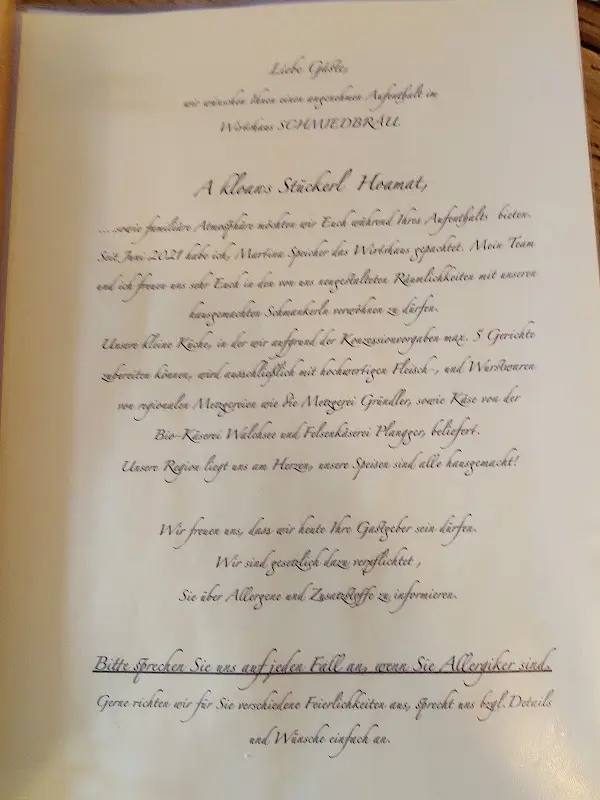 Liebe Gäste,
wir wünschen Ihnen einen angenehmen Aufenthalt im
Wirtshaus SCHMIEDBRÄU.
A kloans Stückerl Hoamat,
....sowie familiäre Atmosphäre möchten wir Euch während Ihres Aufenthalts bieten.
Seit Juni 2021 habe ich, Martina Speicher das Wirtshaus gepachtet. Mein Team
und ich freuen uns sehr Euch in den von uns neugestalteten Räumlichkeiten mit unseren
hausgemachten Schmankerln verwöhnen zu dürfen.
Unsere kleine Küche, in der wir aufgrund der Konzessionsvorgaben max. 5 Gerichte
zubereiten können, wird ausschließlich mit hochwertigen Fleisch-, und Wurstwaren
von regionalen Metzgereien wie die Metzgerei Gründler, sowie Käse von der
Bio-Käserei Walchsee und Felsenkäserei Plangger, beliefert.
Unsere Region liegt uns am Herzen, unsere Speisen sind alle hausgemacht!
Wir freuen uns, dass wir heute Ihre Gastgeber sein dürfen.
Wir sind gesetzlich dazu verpflichtet ,
Sie über Allergene und Zusatzstoffe zu informieren.
Bitte sprechen Sie uns auf jeden Fall an, wenn Sie Allergiker sind.
Gerne richten wir für Sie verschiedene Feierlichkeiten aus, sprecht uns bzgl. Details
und Wünsche einfach an.